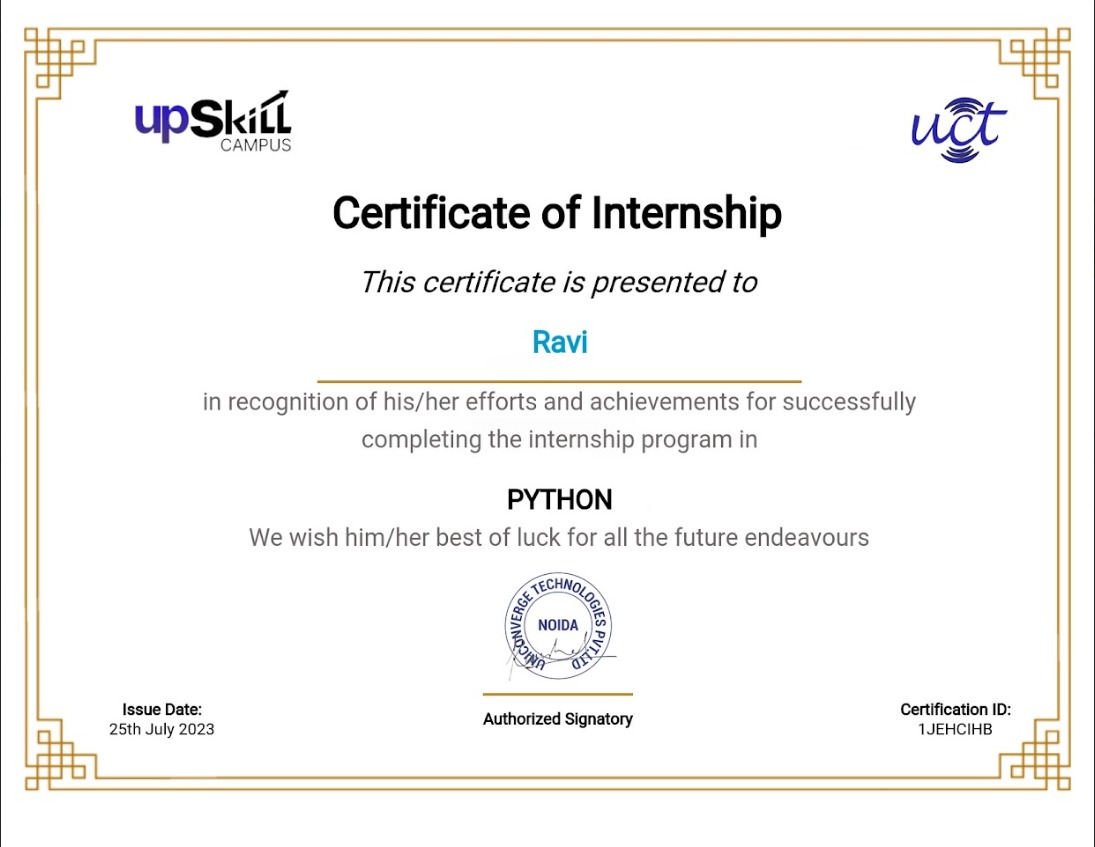 upSkill
CAMPUS
uct
Certificate of Internship
This certificate is presented to
Ravi
in recognition of his/her efforts and achievements for successfully
completing the internship program in
PYTHON
We wish him/her best of luck for all the future endeavours
UNICONVERGE TECHNOLOGIES PVT.LTD
NOIDA
Issue Date:
25th July 2023
Authorized Signatory
Certification ID:
1JEHCIHB